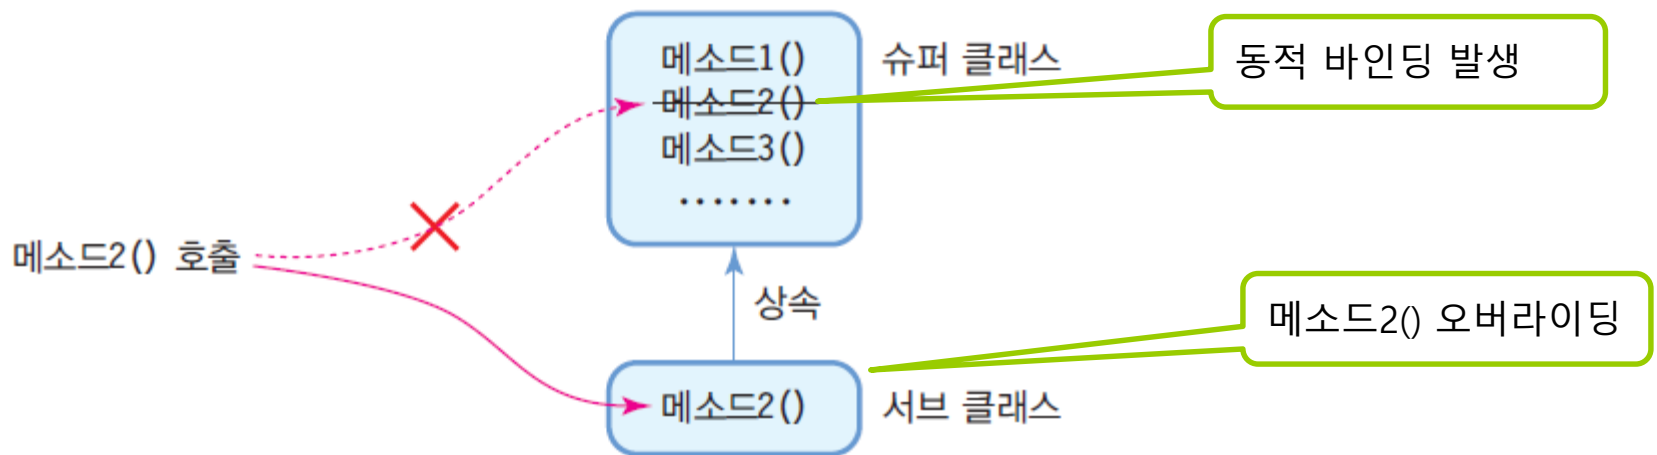 메소드1()
메소드2()
메소드3()
·······
슈퍼 클래스
동적 바인딩 발생
메소드2() 호출
상속
메소드2() 오버라이딩
메소드2()
서브 클래스